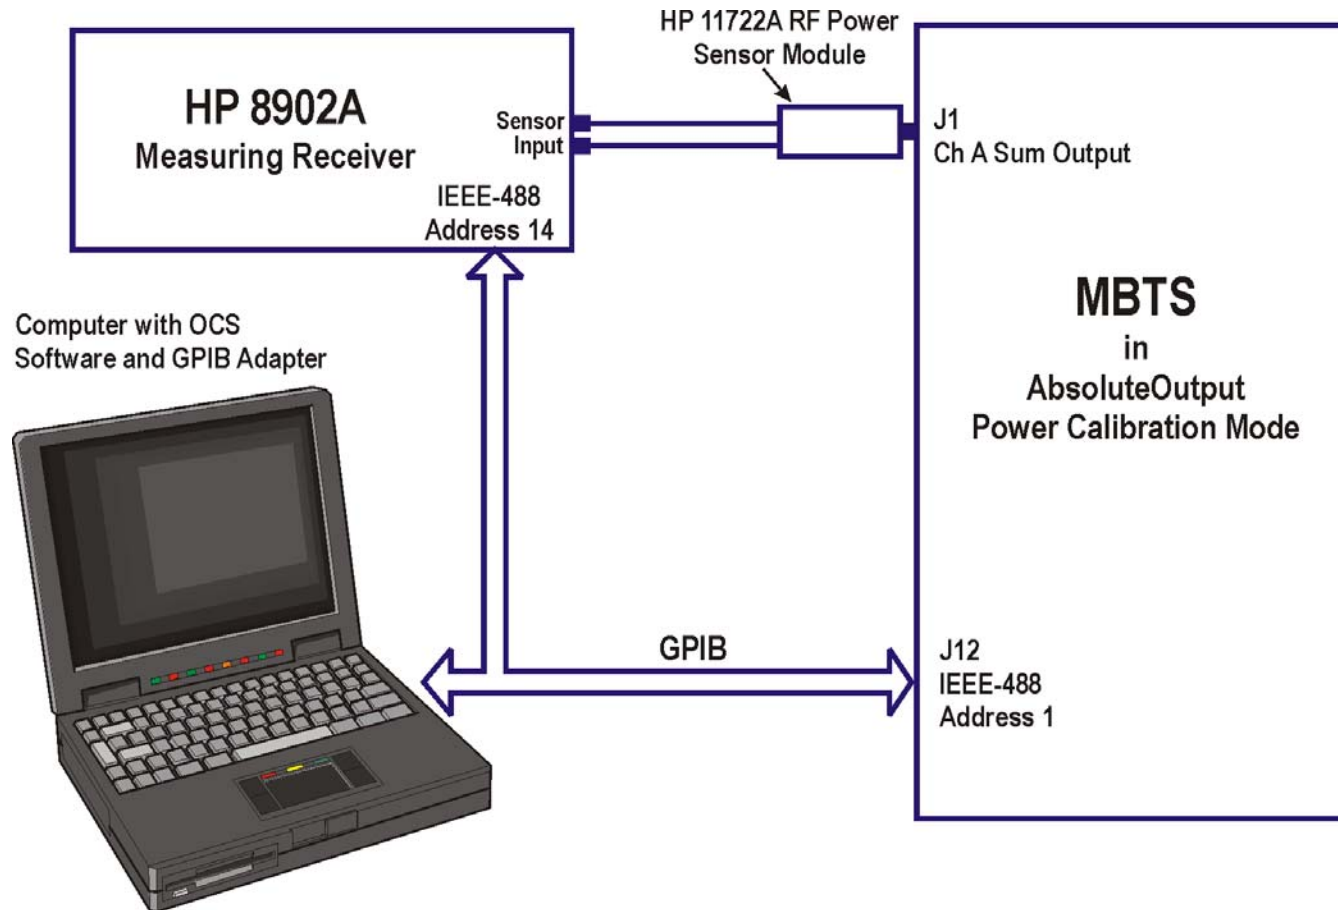 HP 11722A RF Power
Sensor Module
HP 8902A
Measuring Receiver
Sensor
Input
IEEE-488
Address 14
J1
Ch A Sum Output
MBTS
in
AbsoluteOutput
Power Calibration Mode
Computer with OCS
Software and GPIB Adapter
GPIB
J12
IEEE-488
Address 1